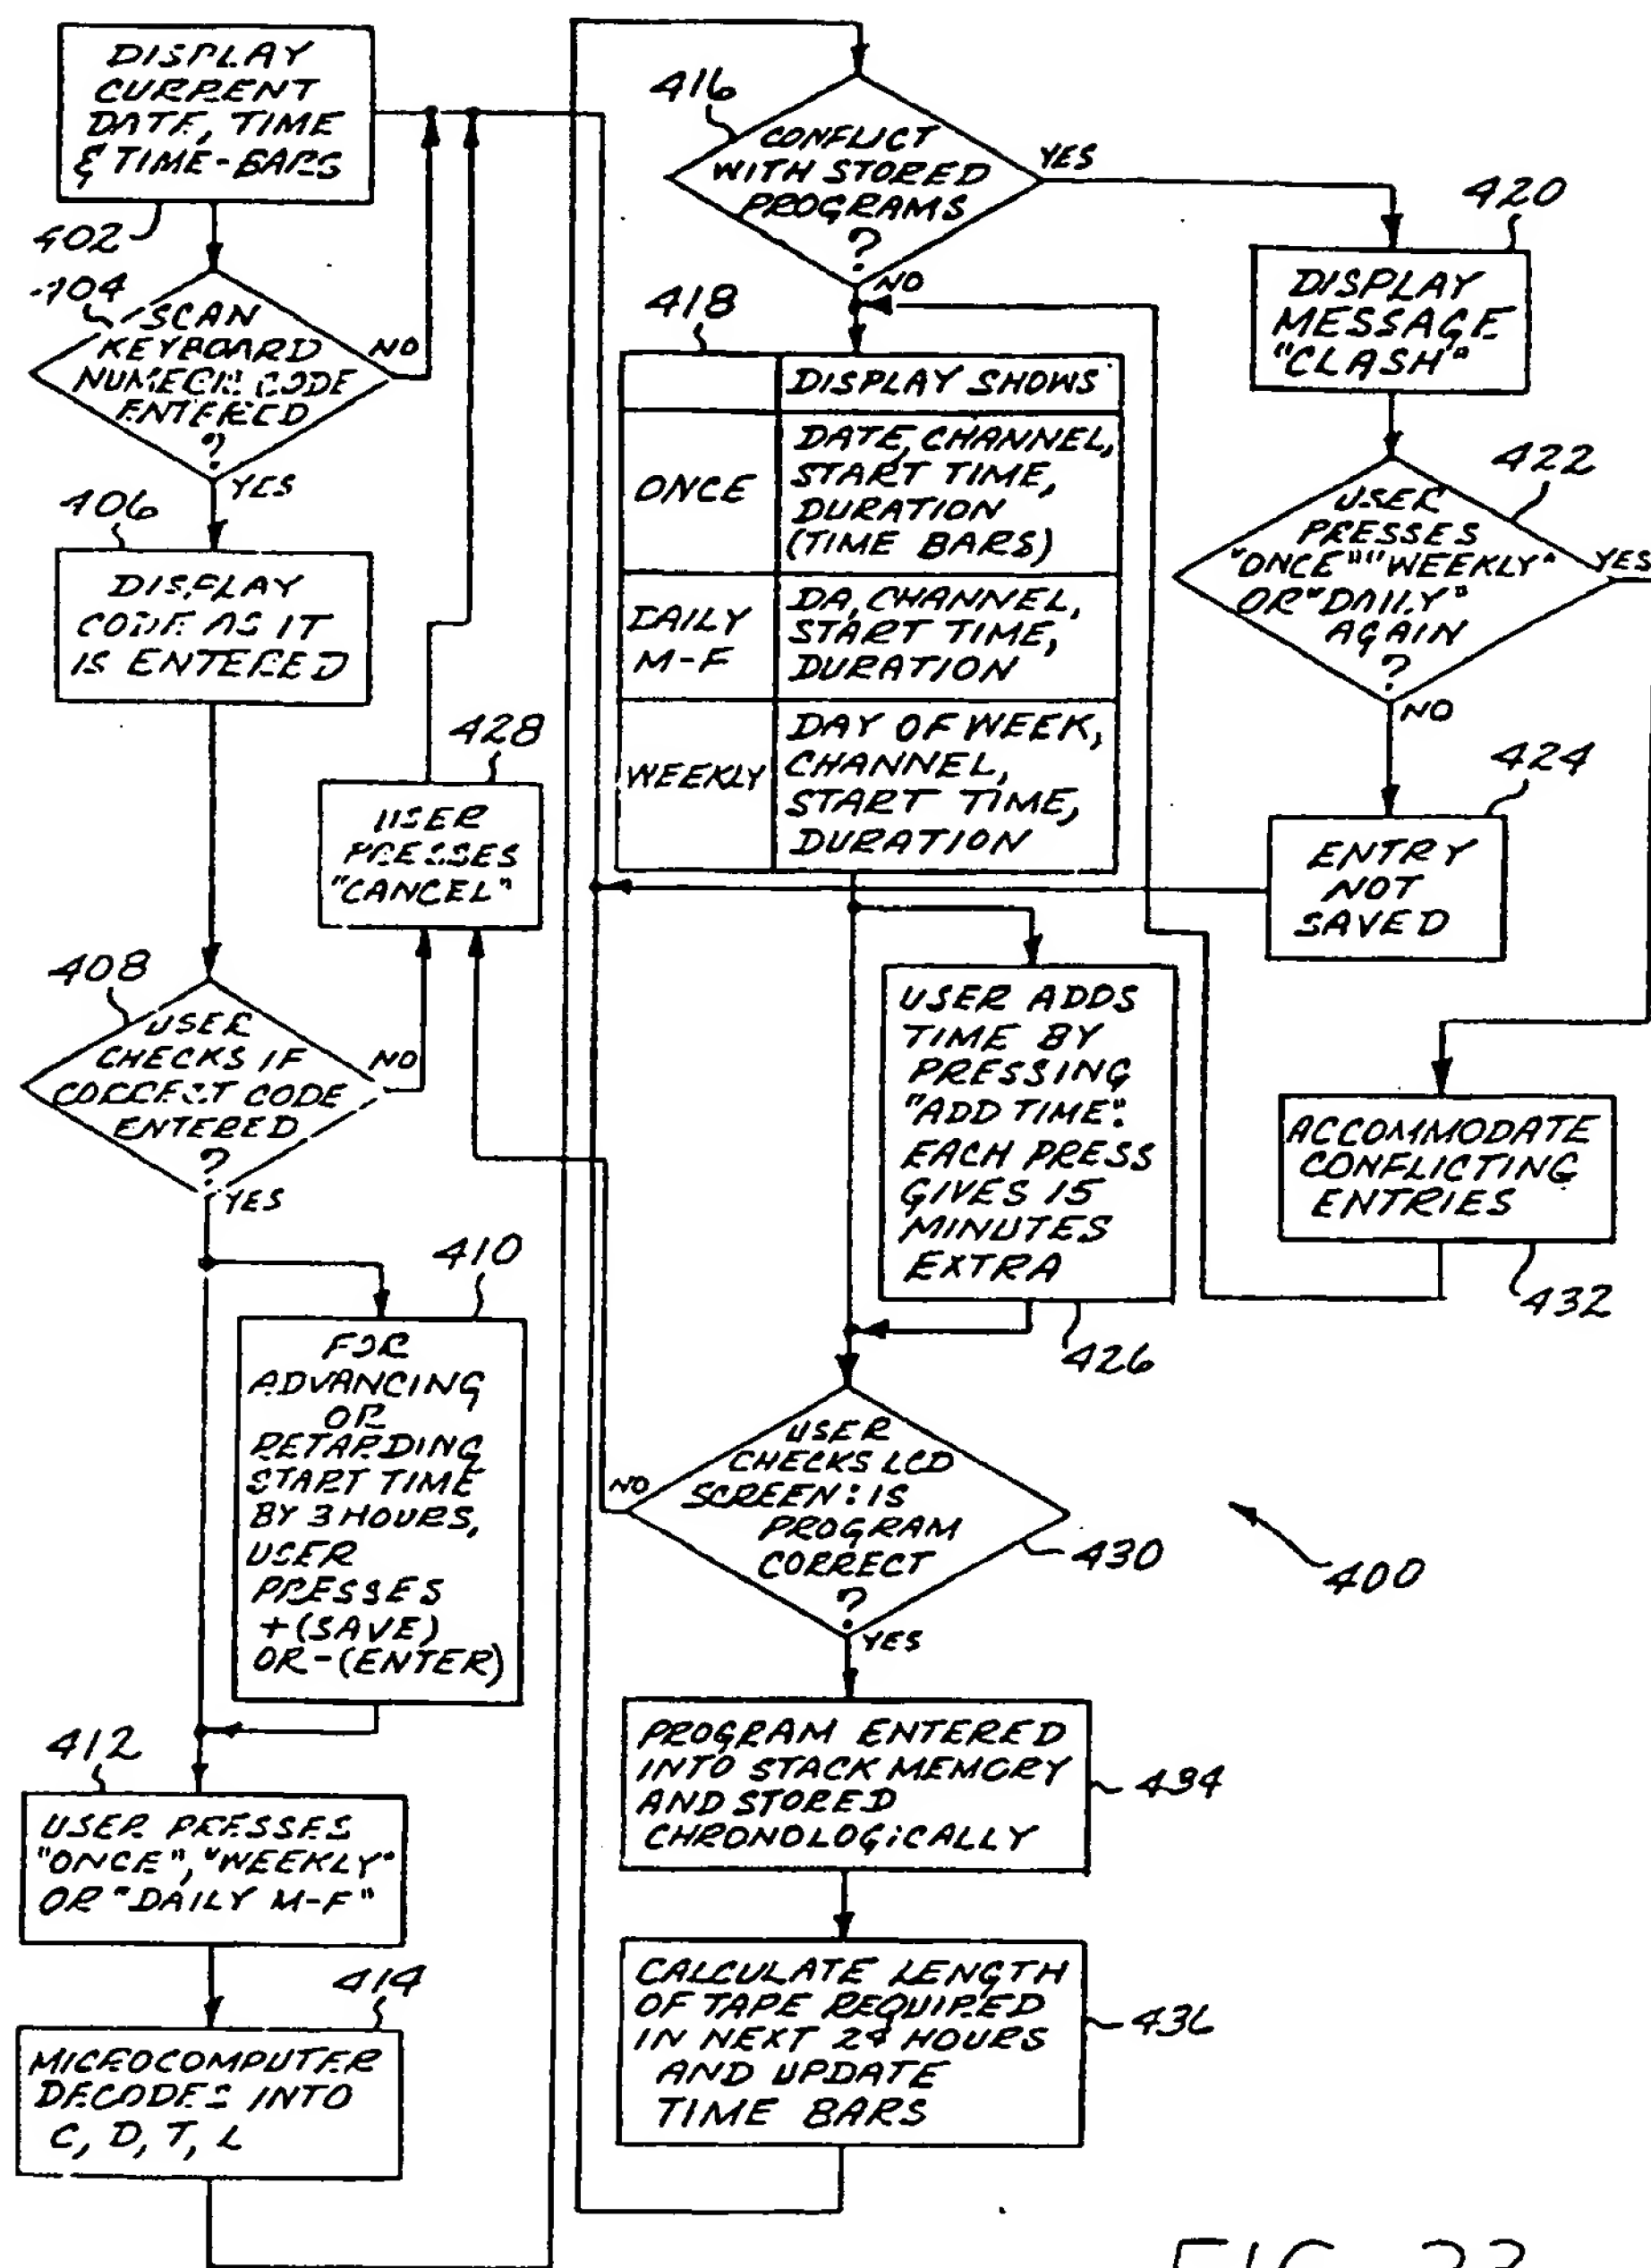 DISPLAY
CURRENT
DATE, TIME
& TIME-BARS
402
404
SCAN
KEYBOARD
NUMERIC CODE
ENTERED
?
NO
YES
406
DISPLAY
CODE AS IT
IS ENTERED
428
USER
PRESSES
"CANCEL"
408
USER
CHECKS IF
CORRECT CODE
ENTERED
?
NO
YES
410
FOR
ADVANCING
OR
RETARDING
START TIME
BY 3 HOURS,
USER
PRESSES
+(SAVE)
OR-(ENTER)
412
USER PRESSES
"ONCE", "WEEKLY"
OR "DAILY M-F"
414
MICROCOMPUTER
DECODES INTO
C, D, T, L
416
CONFLICT
WITH STORED
PROGRAMS
?
YES
NO
418
DISPLAY SHOWS
ONCE
DATE, CHANNEL,
START TIME,
DURATION
(TIME BARS)
DAILY
M-F
DA, CHANNEL,
START TIME,
DURATION
WEEKLY
DAY OF WEEK,
CHANNEL,
START TIME,
DURATION
420
DISPLAY
MESSAGE
"CLASH"
422
USER
PRESSES
"ONCE" "WEEKLY"
OR "DAILY"
AGAIN
?
YES
NO
424
ENTRY
NOT
SAVED
USER ADDS
TIME BY
PRESSING
"ADD TIME".
EACH PRESS
GIVES 15
MINUTES
EXTRA
426
ACCOMMODATE
CONFLICTING
ENTRIES
432
USER
CHECKS LCD
SCREEN: IS
PROGRAM
CORRECT
?
NO
YES
430
400
PROGRAM ENTERED
INTO STACK MEMORY
AND STORED
CHRONOLOGICALLY
434
CALCULATE LENGTH
OF TAPE REQUIRED
IN NEXT 24 HOURS
AND UPDATE
TIME BARS
436